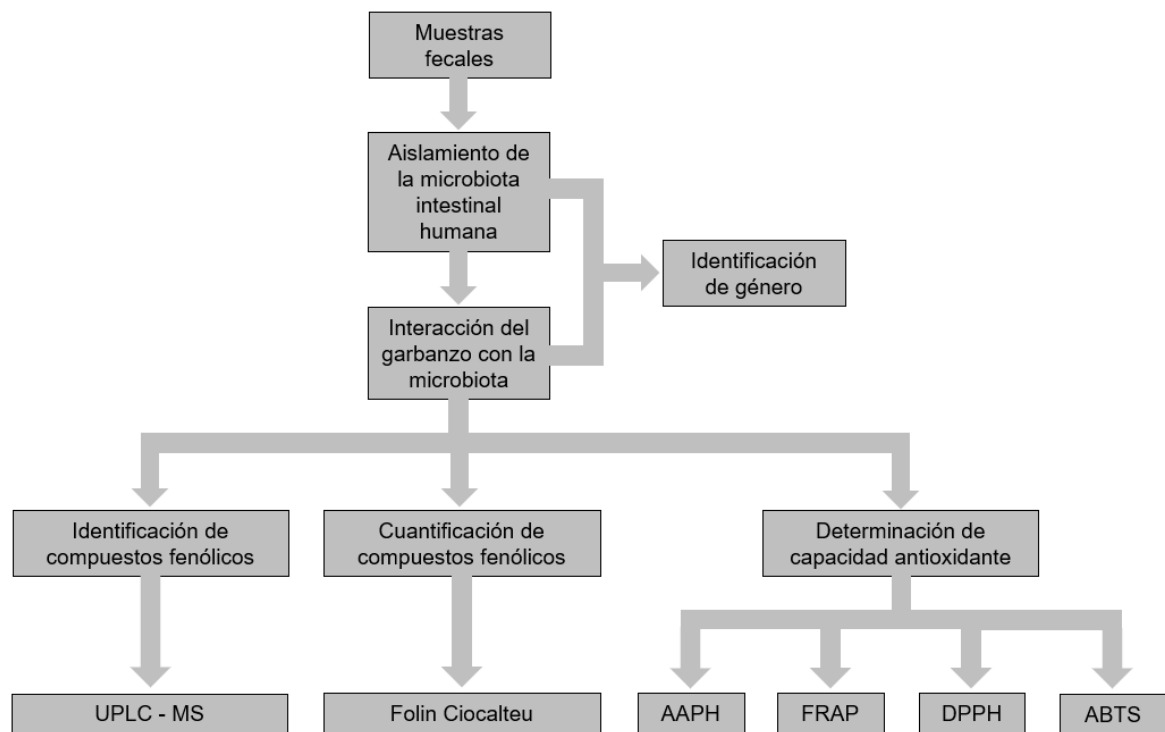 Muestras
fecales
Aislamiento de
la microbiota
intestinal
humana
Identificación
de género
Interacción del
garbanzo con la
microbiota
Identificación de
compuestos fenólicos
Cuantificación de
compuestos fenólicos
Determinación de
capacidad antioxidante
UPLC - MS
Folin Ciocalteu
AAPH
FRAP
DPPH
ABTS